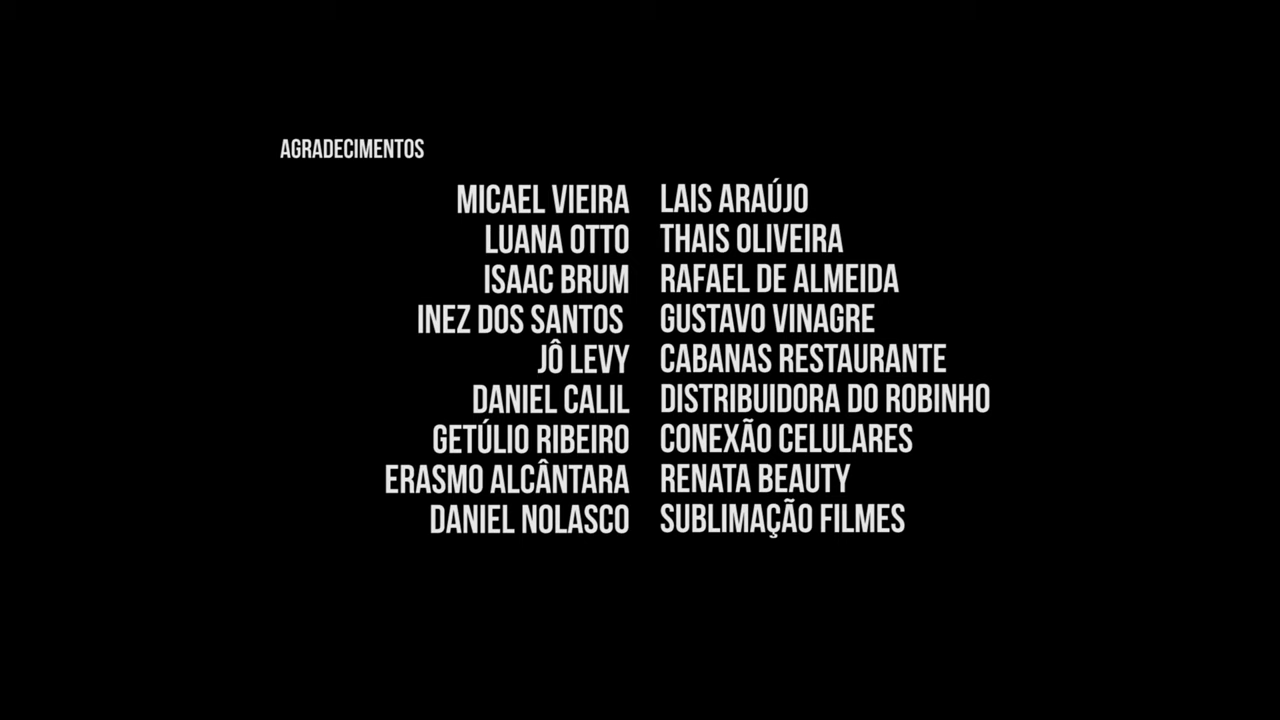 AGRADECIMENTOS
MICAEL VIEIRA LAIS ARAÚJO
LUANA OTTO THAIS OLIVEIRA
ISAAC BRUM RAFAEL DE ALMEIDA
INEZ DOS SANTOS GUSTAVO VINAGRE
JÔ LEVY CABANAS RESTAURANTE
DANIEL CALIL DISTRIBUIDORA DO ROBINHO
GETÚLIO RIBEIRO CONEXÃO CELULARES
ERASMO ALCÂNTARA RENATA BEAUTY
DANIEL NOLASCO SUBLIMAÇÃO FILMES